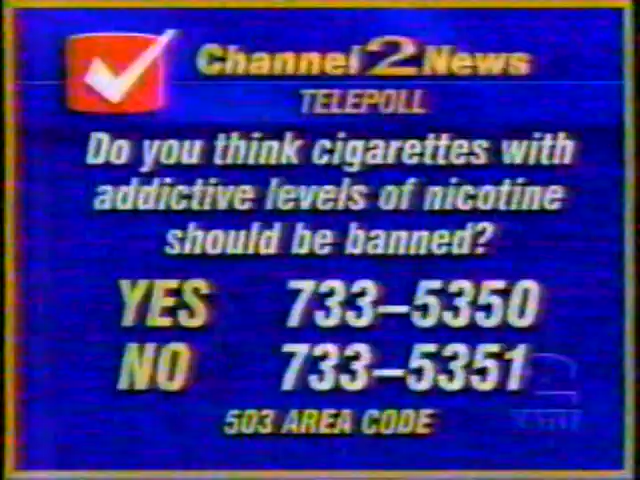 Channel 2 News
TELEPOLL
Do you think cigarettes with
addictive levels of nicotine
should be banned?
YES 733-5350
NO 733-5351
503 AREA CODE
2